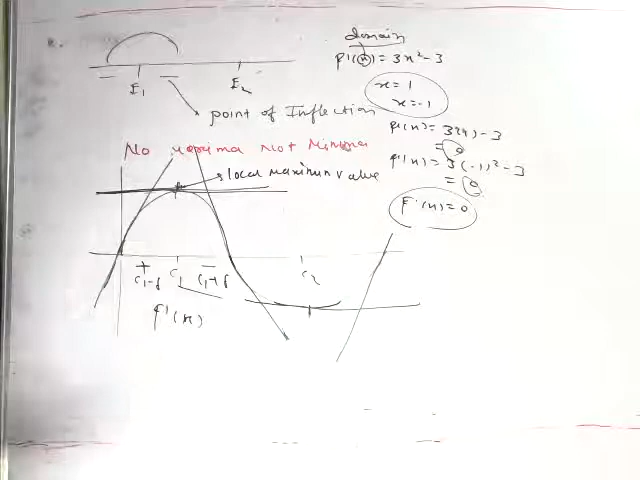 domain
f'(x) = 3x² - 3
x = 1
x = -1
E₁
E₂
point of Inflection
f'(x) = 3(1) - 3
= 0
No maxima Not Minima
f'(x) = 3(-1)² - 3
= 0
local maximum value
f'(x) = 0
+
-
C₁-δ
C₁
C₁+δ
C₂
f'(x)